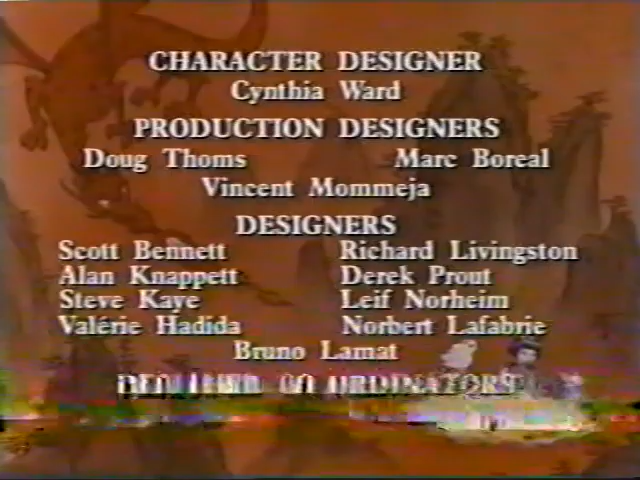 CHARACTER DESIGNER
Cynthia Ward
PRODUCTION DESIGNERS
Doug Thoms Marc Boreal
Vincent Mommeja
DESIGNERS
Scott Bennett Richard Livingston
Alan Knappett Derek Prout
Steve Kaye Leif Norheim
Valérie Hadida Norbert Lafabrie
Bruno Lamat